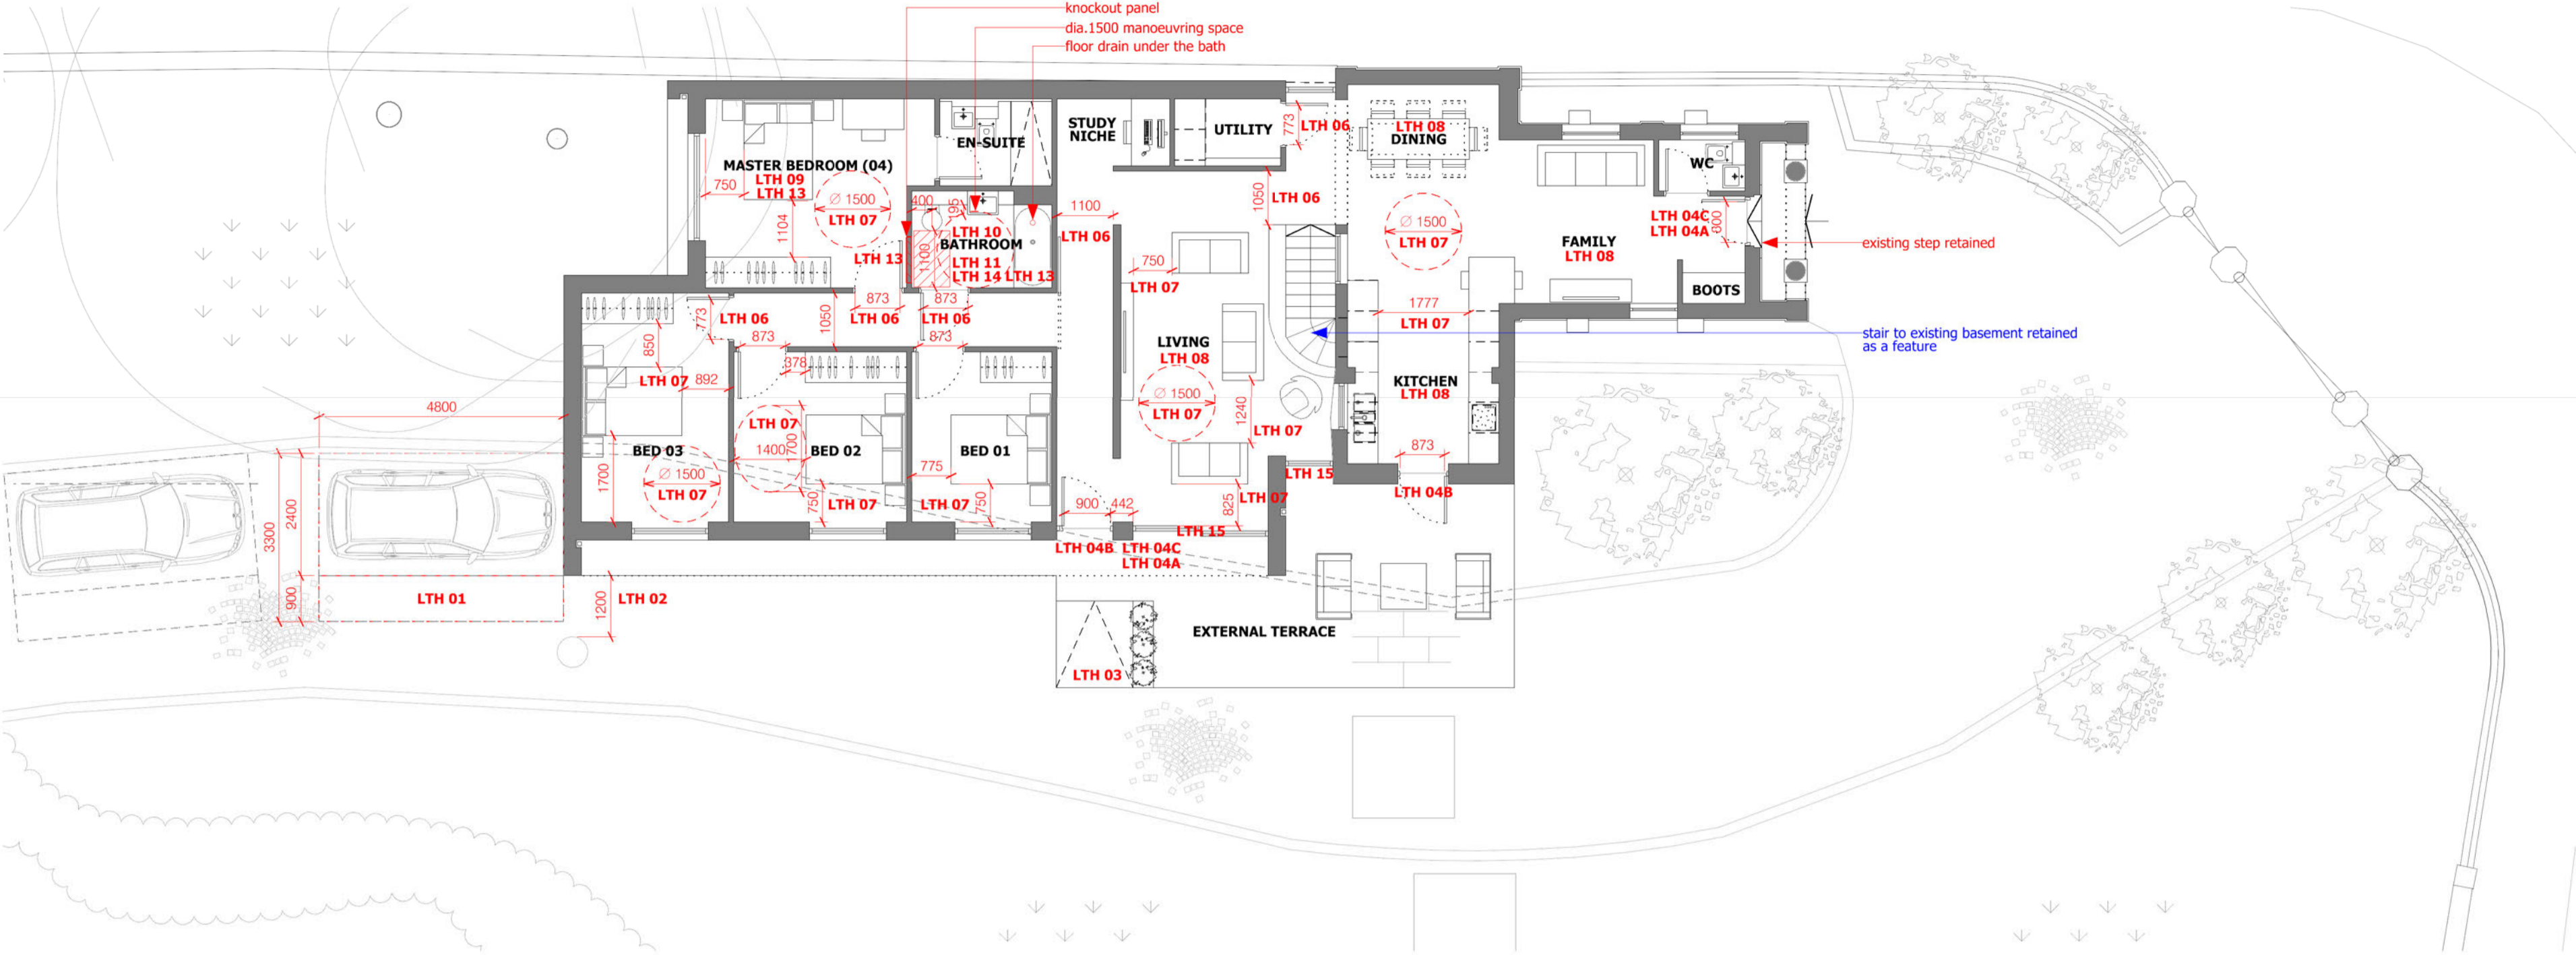 knockout panel
dia.1500 manoeuvring space
floor drain under the bath
STUDY
NICHE
UTILITY
773
LTH 06
LTH 08
DINING
EN-SUITE
MASTER BEDROOM (04)
LTH 09
LTH 13
750
WC
Ø 1500
LTH 07
400
195
1100
LTH 06
1050
LTH 06
LTH 10
BATHROOM
LTH 11
LTH 14
LTH 13
1100
1104
LTH 13
Ø 1500
LTH 07
LTH 04C
LTH 04A
FAMILY
LTH 08
existing step retained
BOOTS
750
LTH 07
873
LTH 06
873
LTH 06
873
1050
773
LTH 06
873
850
378
LTH 07
892
1777
LTH 07
stair to existing basement retained
as a feature
LIVING
LTH 08
Ø 1500
LTH 07
1240
LTH 07
KITCHEN
LTH 08
4800
LTH 07
1700
1400
BED 02
BED 03
BED 01
Ø 1500
LTH 07
1700
775
750
LTH 07
750
LTH 07
873
LTH 04B
LTH 15
LTH 07
825
900
442
LTH 15
LTH 04B
LTH 04C
LTH 04A
3300
2400
900
LTH 01
1200
LTH 02
EXTERNAL TERRACE
LTH 03